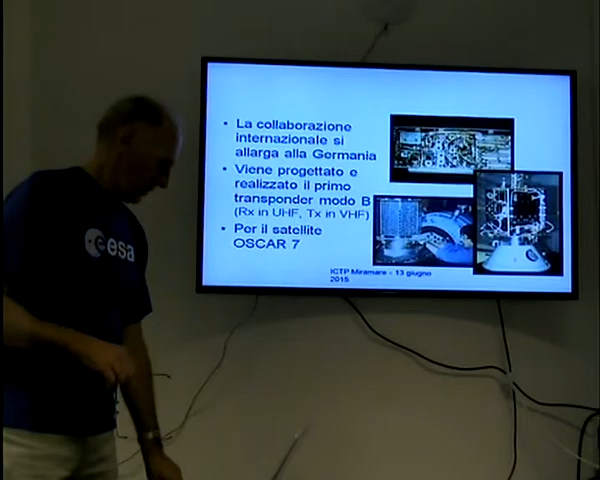 • La collaborazione
internazionale si
allarga alla Germania
• Viene progettato e
realizzato il primo
transponder modo B
(Rx in UHF, Tx in VHF)
• Per il satellite
OSCAR 7
ICTP Miramare - 13 giugno
2015
esa